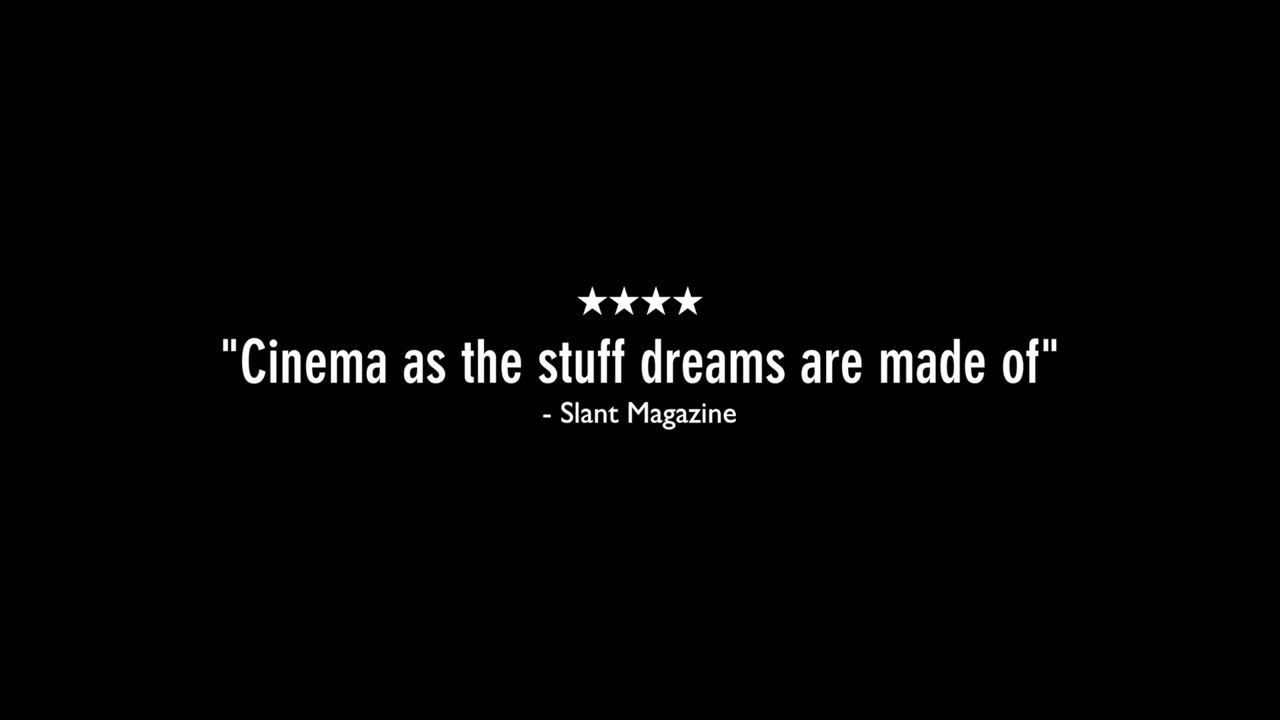 ★★★★
"Cinema as the stuff dreams are made of"
- Slant Magazine